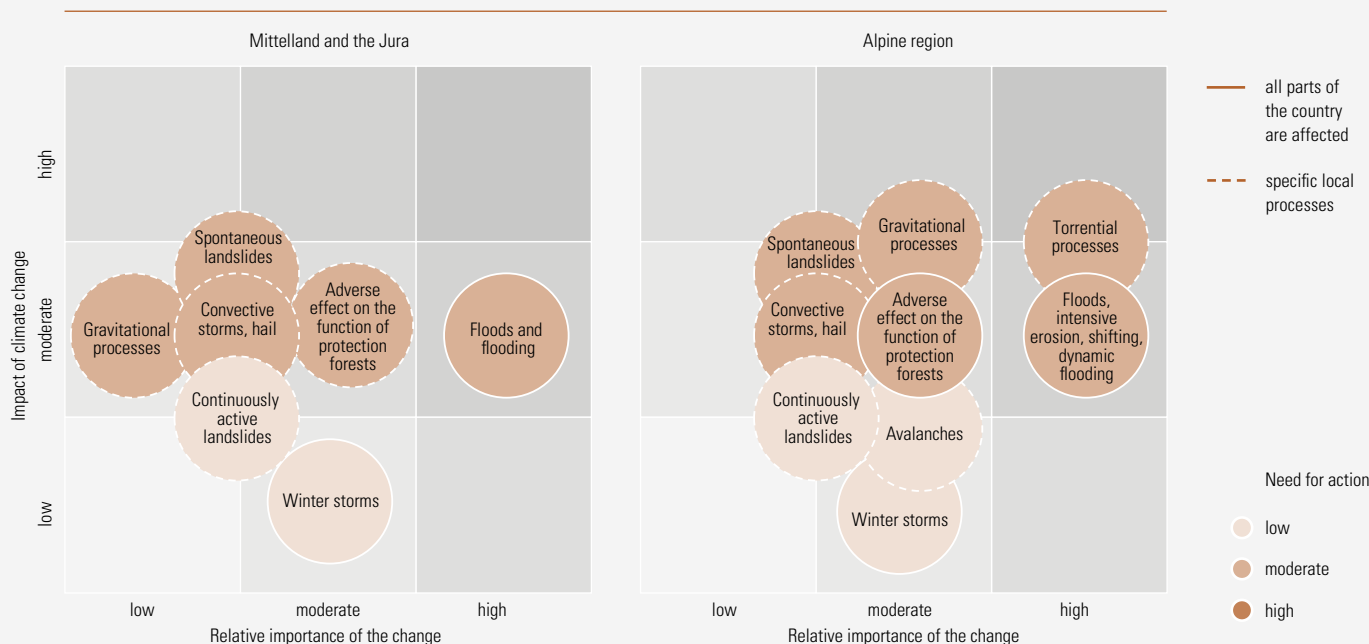 Mittelland and the Jura
Alpine region
Impact of climate change
high
moderate
low
Spontaneous
landslides
Gravitational
processes
Convective
storms, hail
Adverse
effect on the
function of
protection
forests
Floods and
flooding
Continuously
active
landslides
Winter storms
low
moderate
high
Relative importance of the change
Spontaneous
landslides
Gravitational
processes
Torrential
processes
Convective
storms, hail
Adverse
effect on the
function of
protection
forests
Floods,
intensive
erosion, shifting,
dynamic
flooding
Continuously
active
landslides
Avalanches
Winter storms
low
moderate
high
Relative importance of the change
all parts of
the country
are affected
specific local
processes
Need for action
low
moderate
high